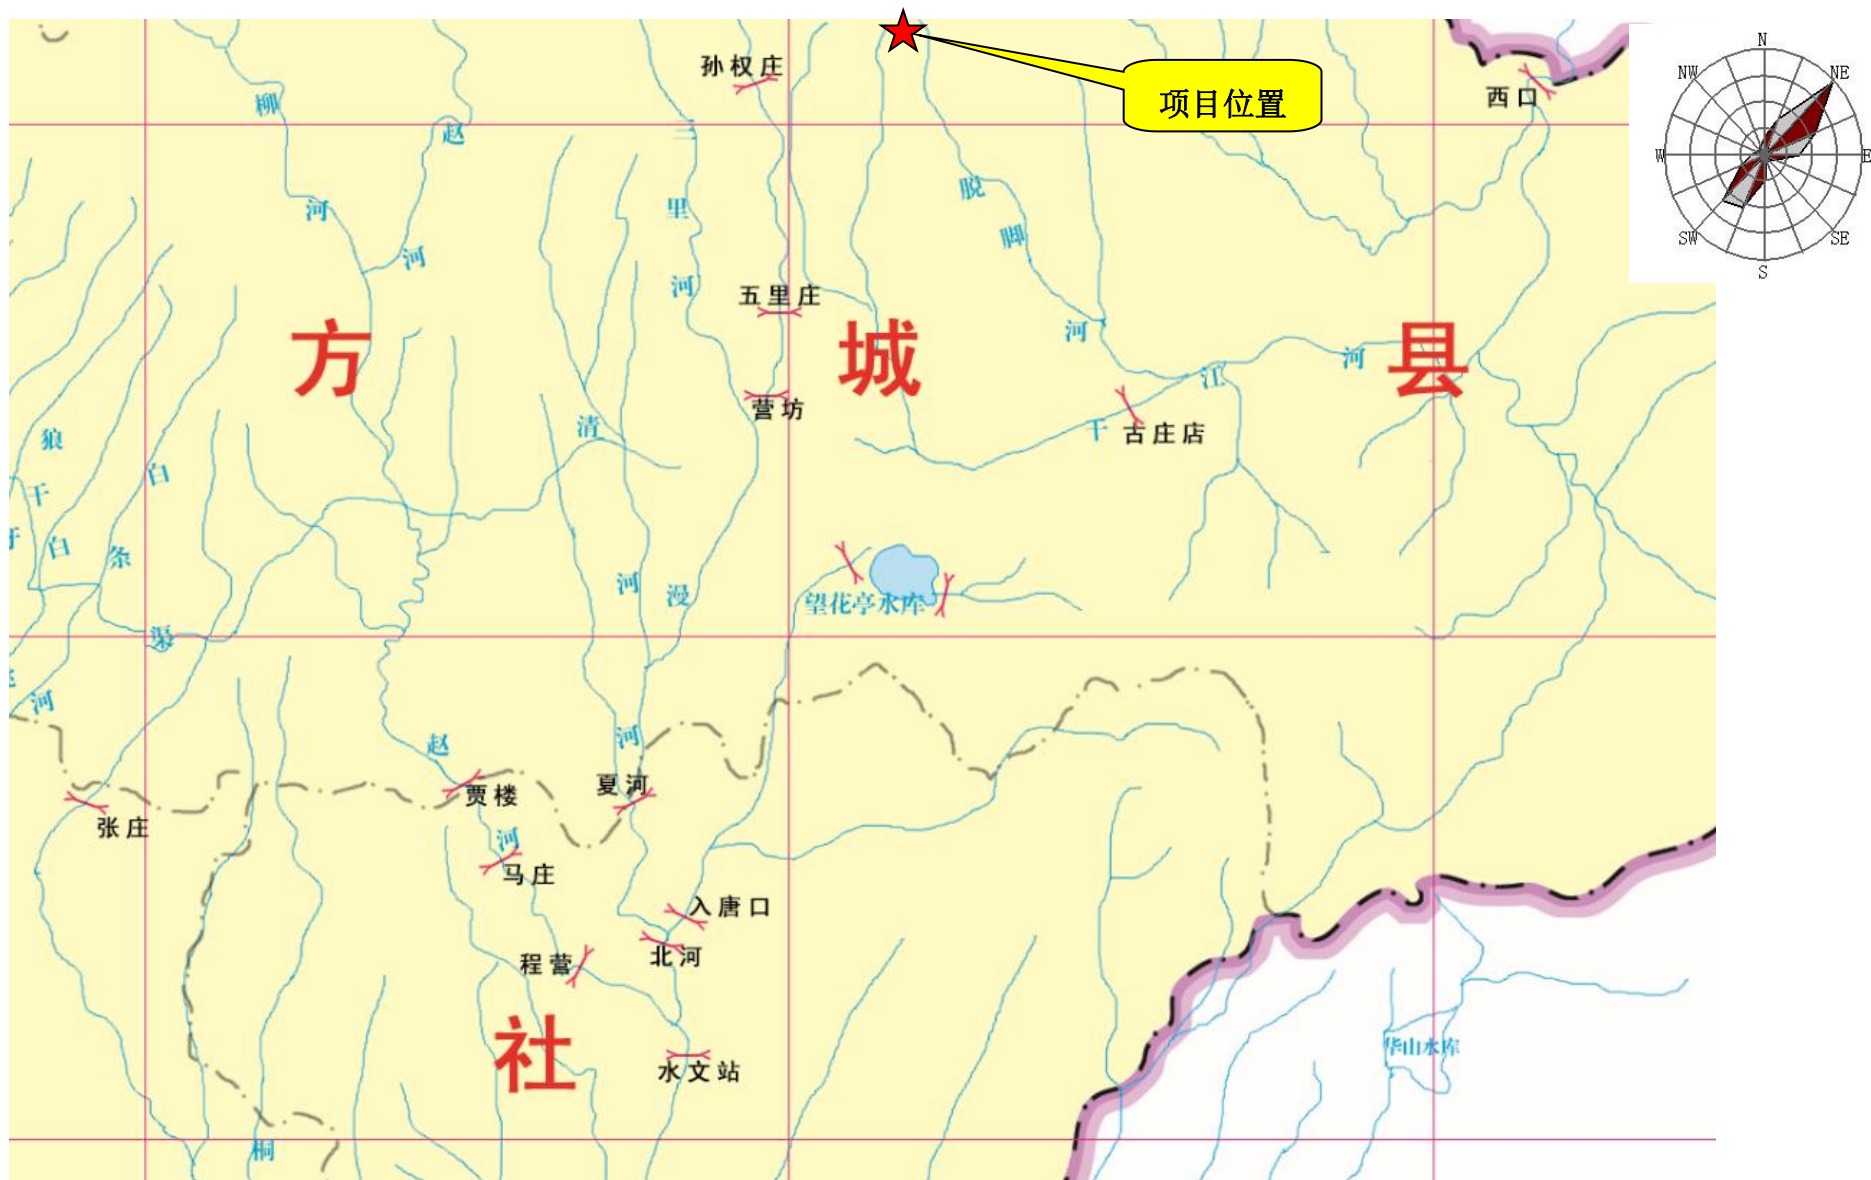 孙权庄
项目位置
西口
N
NE
E
SE
S
SW
W
NW
柳
河
赵
河
三
里
河
脱
脚
河
五里庄
营坊
方
城
县
干
江
河
古庄店
清
河
狼
干
白
白
条
渠
河
漫
河
望花亭水库
赵
河
贾楼
夏河
张庄
马庄
入唐口
北河
程营
社
水文站
华山水库
桐